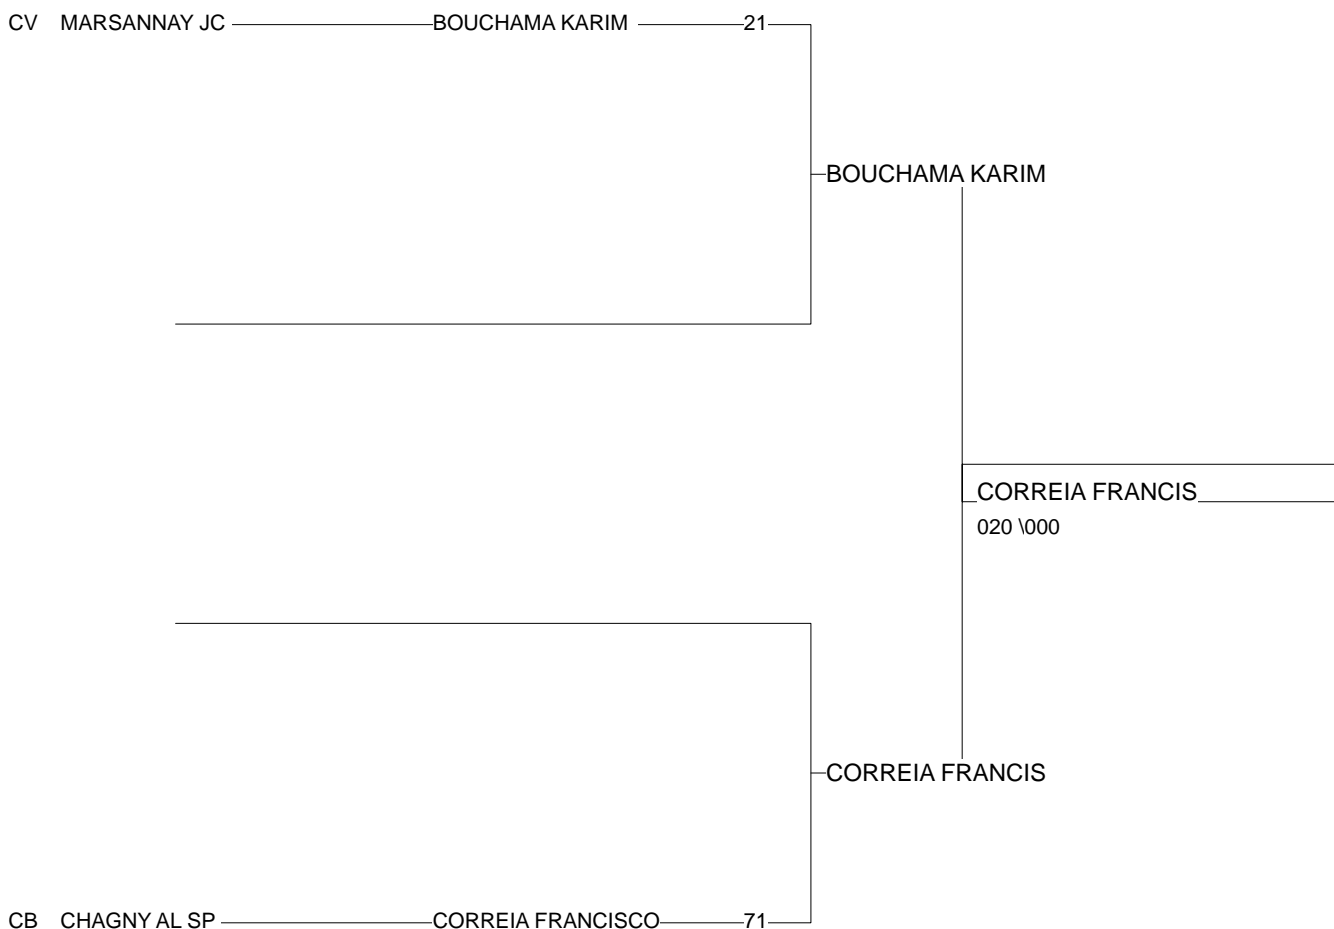 CV MARSANNAY JC BOUCHAMA KARIM 21
BOUCHAMA KARIM
CORREIA FRANCIS
020 \000
CORREIA FRANCIS
CB CHAGNY AL SP CORREIA FRANCISCO 71